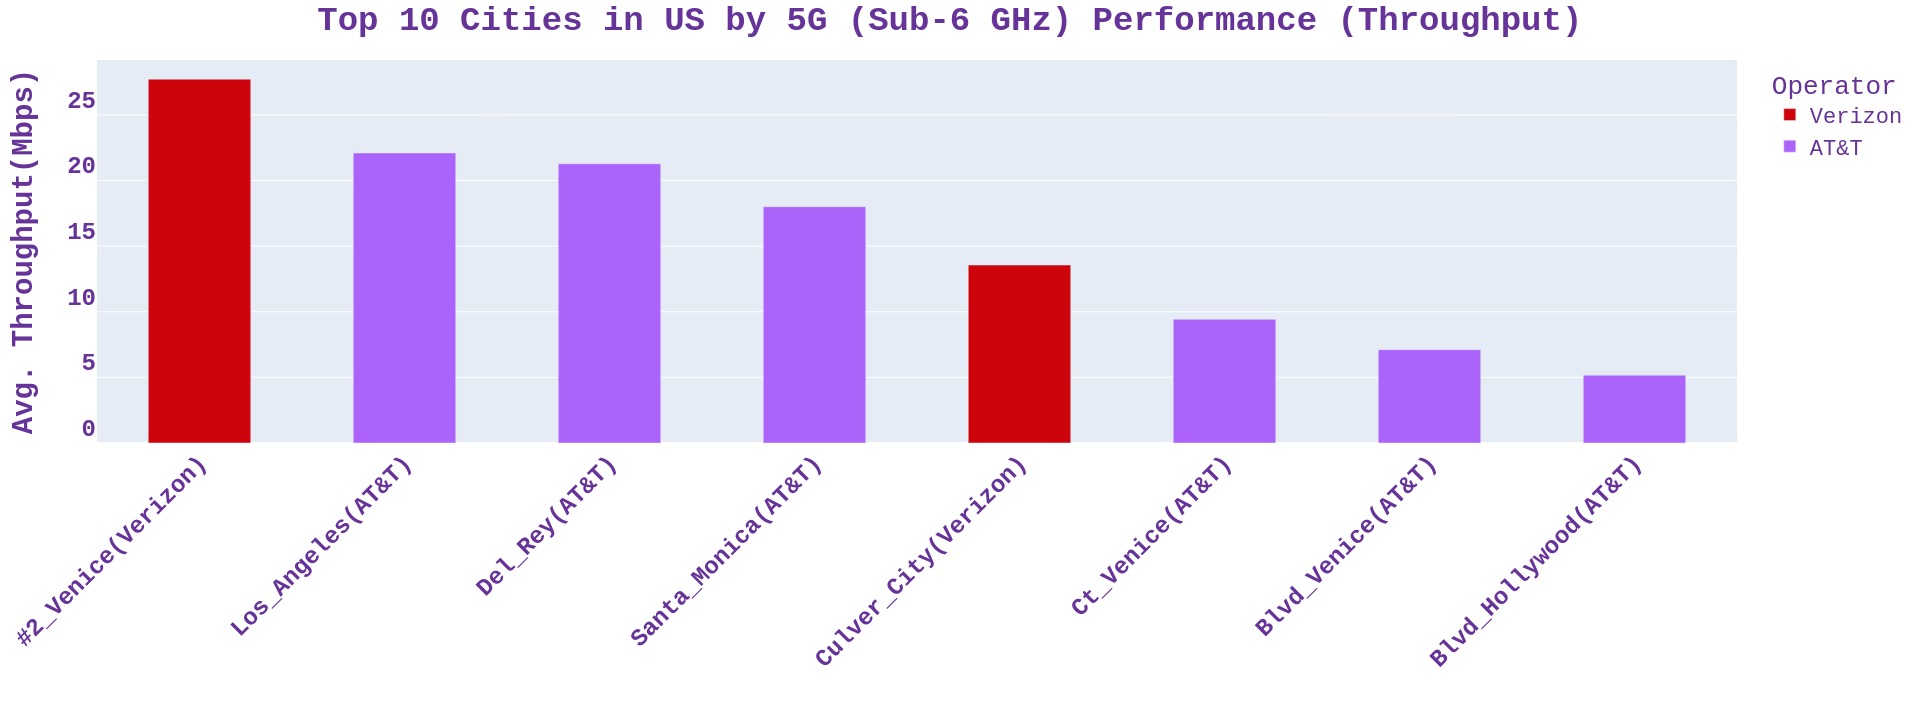 Top 10 Cities in US by 5G (Sub-6 GHz) Performance (Throughput)
Avg. Throughput(Mbps)
25
20
15
10
5
0
#2_Venice(Verizon)
Los_Angeles(AT&T)
Del_Rey(AT&T)
Santa_Monica(AT&T)
Culver_City(Verizon)
Ct_Venice(AT&T)
Blvd_Venice(AT&T)
Blvd_Hollywood(AT&T)
Operator
Verizon
AT&T